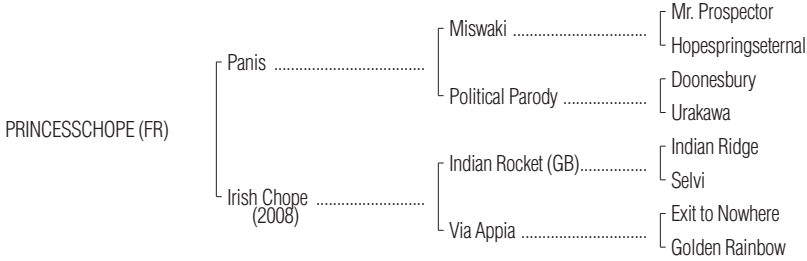 Mr. Prospector
Miswaki ................................
Hopespringseternal
Panis ....................................
Doonesbury
Political Parody ....................
Urakawa
PRINCESSCHOPE (FR)
Indian Ridge
Indian Rocket (GB)................
Selvi
Irish Chope ..........................
(2008)
Exit to Nowhere
Via Appia ..............................
Golden Rainbow